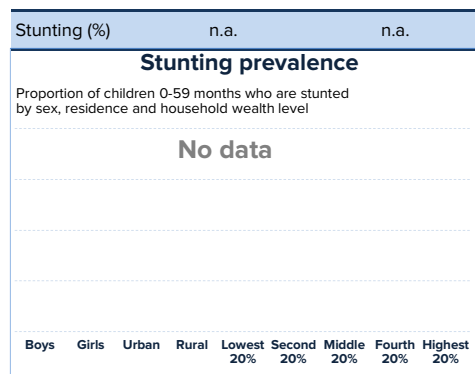 Stunting (%) n.a. n.a.
Stunting prevalence
Proportion of children 0-59 months who are stunted
by sex, residence and household wealth level
No data
Boys Girls Urban Rural Lowest Second Middle Fourth Highest
20% 20% 20% 20% 20%